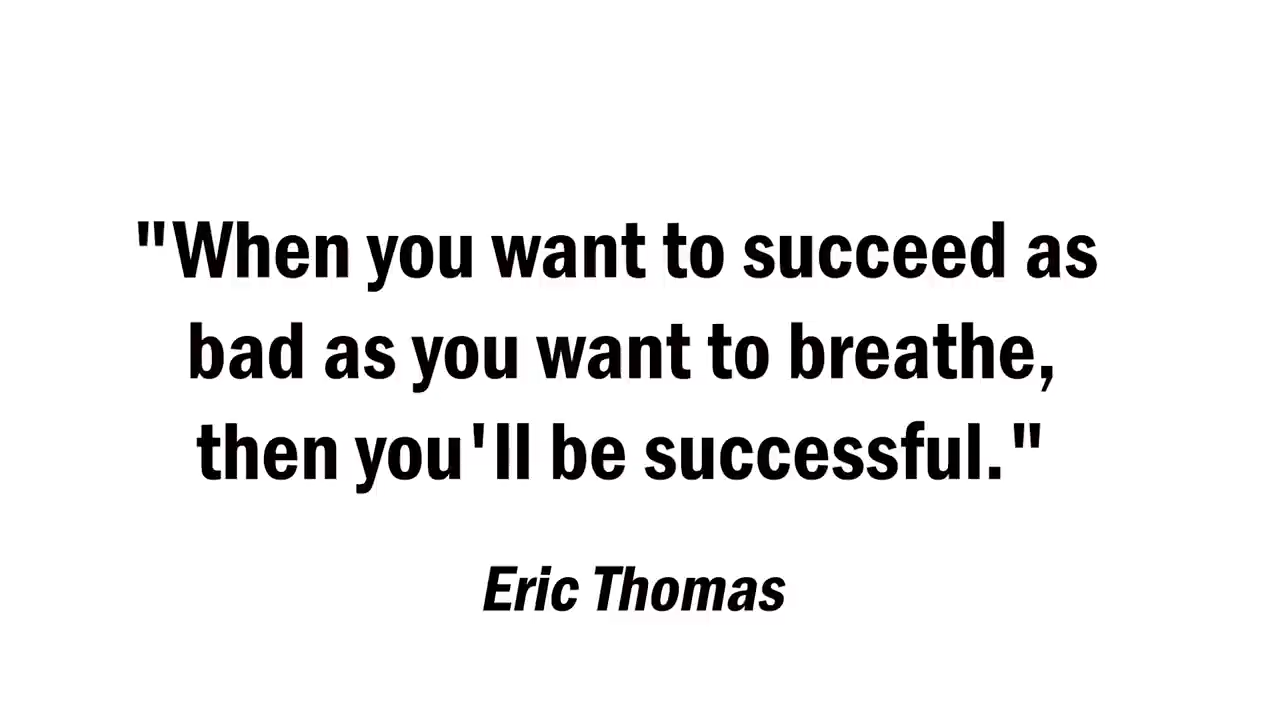 "When you want to succeed as
bad as you want to breathe,
then you'll be successful."
Eric Thomas